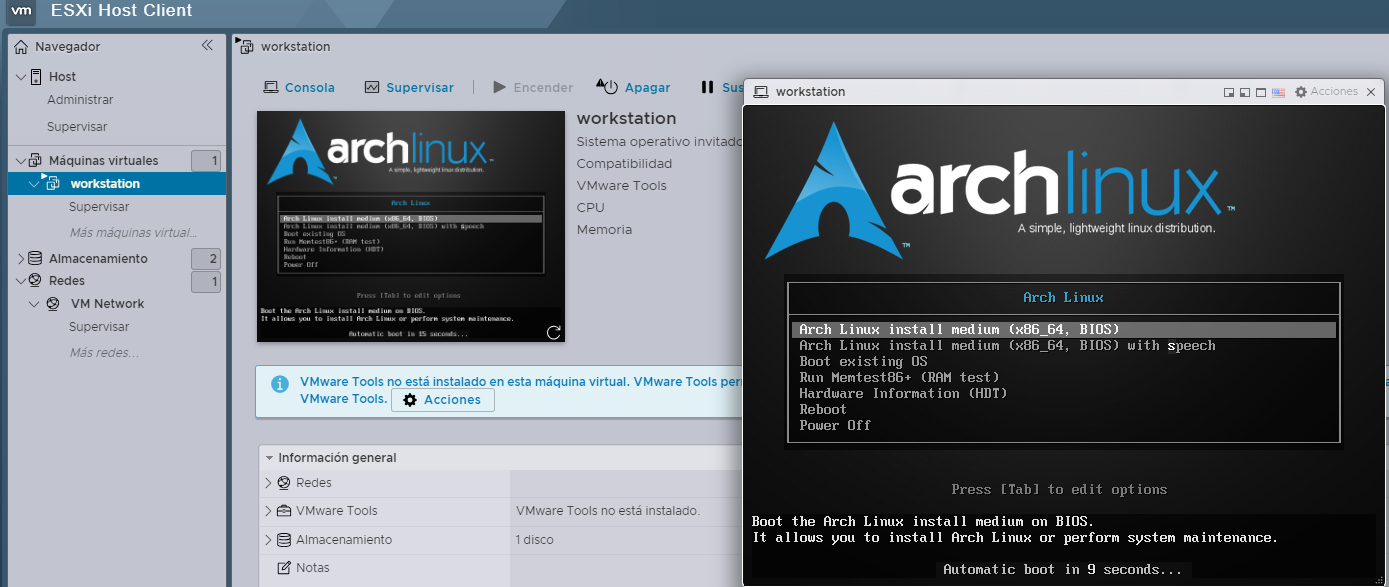 vm ESXi Host Client
Navegador
Host
Administrar
Supervisar
Máquinas virtuales 1
workstation
Supervisar
Más máquinas virtual...
Almacenamiento 2
Redes 1
VM Network
Supervisar
Más redes...
workstation
Consola Supervisar Encender Apagar Sus
archlinux™
A simple, lightweight linux distribution.
Arch Linux
Arch Linux install medium (x86_64, BIOS)
Arch Linux install medium (x86_64, BIOS) with speech
Boot existing OS
Run Memtest86+ (RAM test)
Hardware Information (HDT)
Reboot
Power Off
Press [Tab] to edit options
Boot the Arch Linux install medium on BIOS.
It allows you to install Arch Linux or perform system maintenance.
Automatic boot in 15 seconds...
workstation
Sistema operativo invitado
Compatibilidad
VMware Tools
CPU
Memoria
VMware Tools no está instalado en esta máquina virtual. VMware Tools per
VMware Tools. Acciones
Información general
Redes
VMware Tools VMware Tools no está instalado.
Almacenamiento 1 disco
Notas
workstation Acciones
archlinux™
A simple, lightweight linux distribution.
Arch Linux
Arch Linux install medium (x86_64, BIOS)
Arch Linux install medium (x86_64, BIOS) with speech
Boot existing OS
Run Memtest86+ (RAM test)
Hardware Information (HDT)
Reboot
Power Off
Press [Tab] to edit options
Boot the Arch Linux install medium on BIOS.
It allows you to install Arch Linux or perform system maintenance.
Automatic boot in 9 seconds...